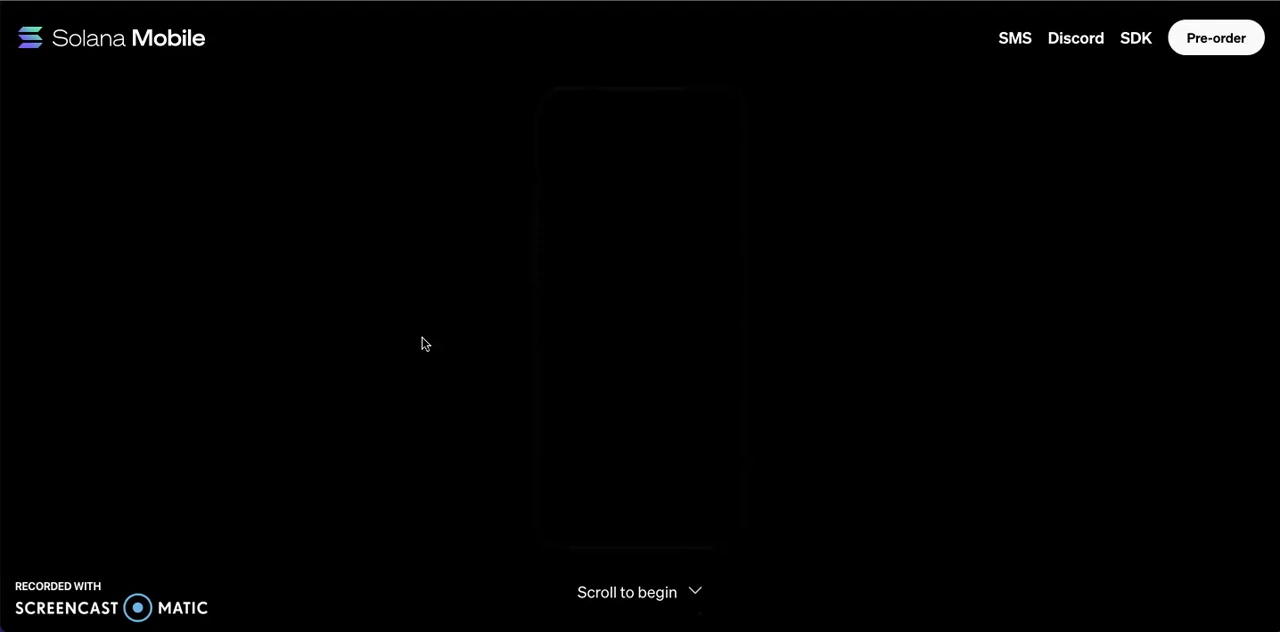 Solana Mobile
SMS Discord SDK Pre-order
Scroll to begin
RECORDED WITH
SCREENCAST MATIC